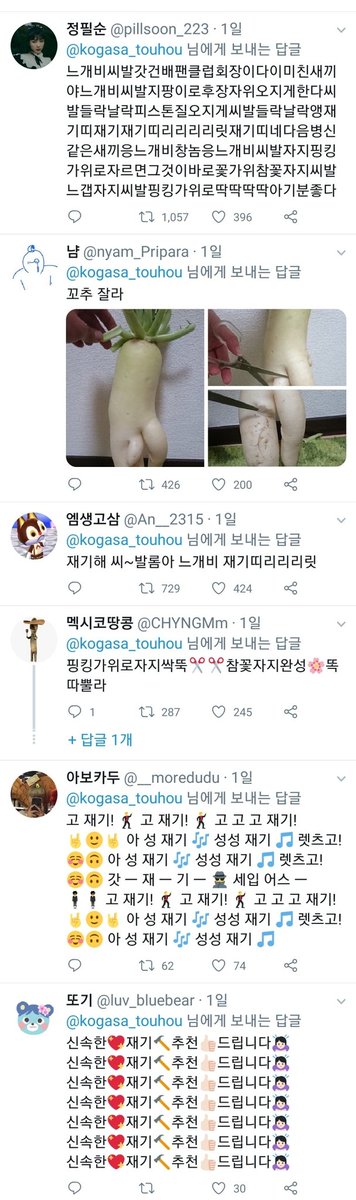 정필순 @pillsoon_223 · 1일
@kogasa_touhou 님에게 보내는 답글
느개비씨발갓건배팬클럽회장이다이미친새끼
야느개비씨발지팡이로후장자위오지게한다씨
발들락날락피스톤질오지게씨발들락날락앵재
기띠재기재기띠리리리리릿재기띠네다음병신
같은새끼응느개비창놈응느개비씨발자지핑킹
가위로자르면그것이바로꽃가위참꽃자지씨발
느갭자지씨발핑킹가위로딱딱딱딱아기분좋다
1,057 396
냠 @nyam_Pripara · 1일
@kogasa_touhou 님에게 보내는 답글
꼬추 잘라
426 200
엠생고삼 @An__2315 · 1일
@kogasa_touhou 님에게 보내는 답글
재기해 씨~발롬아 느개비 재기띠리리리릿
729 424
멕시코땅콩 @CHYNGMm · 1일
@kogasa_touhou 님에게 보내는 답글
핑킹가위로자지싹뚝✂️✂️참꽃자지완성🌸똑
따뿔라
1 287 245
+ 답글 1개
아보카두 @__moredudu · 1일
@kogasa_touhou 님에게 보내는 답글
고 재기! 🕺 고 재기! 🕺 고 고 고 재기!
🤘🙂🤘 아 성 재기 🎶 성성 재기 🎵 렛츠고!
☺️🙃 아 성 재기 🎶 성성 재기 🎵 렛츠고!
☺️🙃 갓 ㅡ 재 ㅡ 기 ㅡ 🕵️ 세입 어스 ㅡ
🕴🕴 고 재기! 🕺 고 재기! 🕺 고 고 고 재기!
🤘🙂🤘 아 성 재기 🎶 성성 재기 🎵 렛츠고!
☺️🙃 아 성 재기 🎶 성성 재기 🎵
62 74
또기 @luv_bluebear · 1일
@kogasa_touhou 님에게 보내는 답글
신속한💖재기🔨추천👍🏻드립니다🙇🏻‍♀️
신속한💖재기🔨추천👍🏻드립니다🙇🏻‍♀️
신속한💖재기🔨추천👍🏻드립니다🙇🏻‍♀️
신속한💖재기🔨추천👍🏻드립니다🙇🏻‍♀️
신속한💖재기🔨추천👍🏻드립니다🙇🏻‍♀️
신속한💖재기🔨추천👍🏻드립니다🙇🏻‍♀️
신속한💖재기🔨추천👍🏻드립니다🙇🏻‍♀️
30